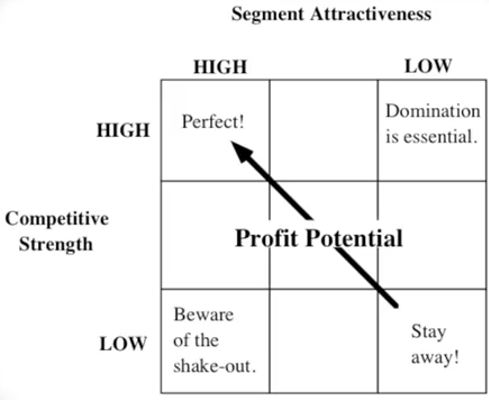 Segment Attractiveness
HIGH
LOW
HIGH
Perfect!
Domination
is essential.
Competitive
Strength
Profit Potential
LOW
Beware
of the
shake-out.
Stay
away!